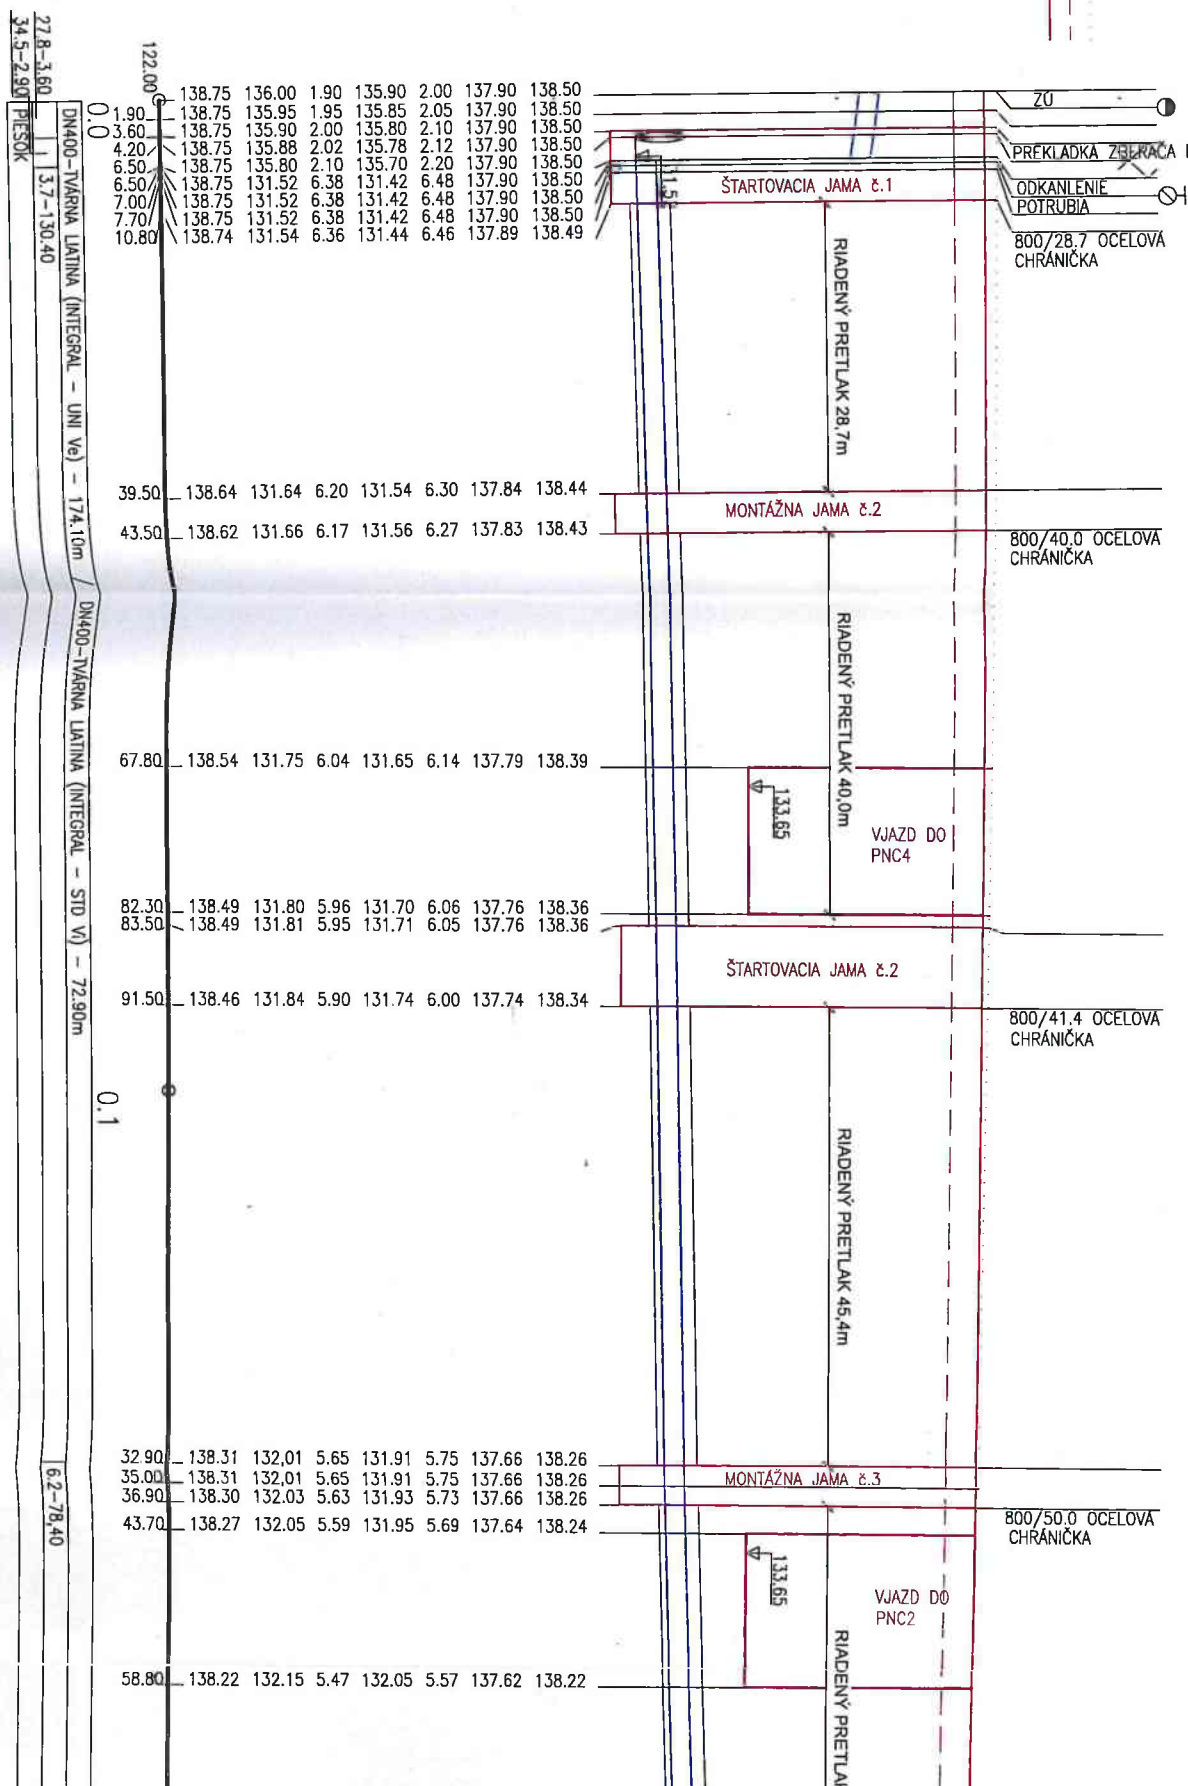 122.00
138.75 136.00 1.90 135.90 2.00 137.90 138.50
1.90 138.75 135.95 1.95 135.85 2.05 137.90 138.50
3.60 138.75 135.90 2.00 135.80 2.10 137.90 138.50
4.20 138.75 135.88 2.02 135.78 2.12 137.90 138.50
6.50 138.75 135.80 2.10 135.70 2.20 137.90 138.50
6.50 138.75 131.52 6.38 131.42 6.48 137.90 138.50
7.00 138.75 131.52 6.38 131.42 6.48 137.90 138.50
7.70 138.75 131.52 6.38 131.42 6.48 137.90 138.50
10.80 138.74 131.54 6.36 131.44 6.46 137.89 138.49
ZÚ
PREKLÁDKA ZBERAČA
ODKANLENIE
POTRUBIA
ŠTARTOVACIA JAMA č.1
800/28.7 OCELOVÁ
CHRÁNIČKA
RIADENÝ PRETLAK 28,7m
39.50 138.64 131.64 6.20 131.54 6.30 137.84 138.44
MONTÁŽNA JAMA č.2
43.50 138.62 131.66 6.17 131.56 6.27 137.83 138.43
800/40.0 OCELOVÁ
CHRÁNIČKA
RIADENÝ PRETLAK 40,0m
67.80 138.54 131.75 6.04 131.65 6.14 137.79 138.39
133.65
VJAZD DO
PNC4
82.30 138.49 131.80 5.96 131.70 6.06 137.76 138.36
83.50 138.49 131.81 5.95 131.71 6.05 137.76 138.36
ŠTARTOVACIA JAMA č.2
91.50 138.46 131.84 5.90 131.74 6.00 137.74 138.34
800/41.4 OCELOVÁ
CHRÁNIČKA
RIADENÝ PRETLAK 45,4m
32.90 138.31 132,01 5.65 131.91 5.75 137.66 138.26
35.00 138.31 132,01 5.65 131.91 5.75 137.66 138.26
MONTÁŽNA JAMA č.3
36.90 138.30 132.03 5.63 131.93 5.73 137.66 138.26
800/50.0 OCELOVÁ
CHRÁNIČKA
43.70 138.27 132.05 5.59 131.95 5.69 137.64 138.24
133.65
VJAZD DO
PNC2
RIADENÝ PRETLA
58.80 138.22 132.15 5.47 132.05 5.57 137.62 138.22
0.0
0.1
DN400-TVÁRNA LIATINA (INTEGRAL - UNI Ve) - 174.10m
DN400-TVÁRNA LIATINA (INTEGRAL - STD Vi) - 72.90m
27.8-3.60
3.7-130.40
6.2-78,40
34.5-2.90
PIESOK